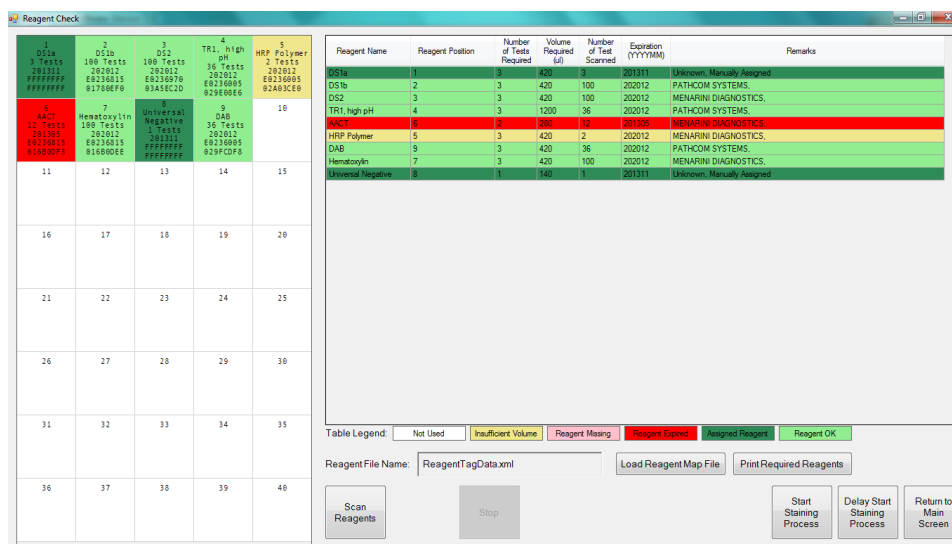 Reagent Check
1
DS1a
3 Tests
201311
FFFFFFFF
FFFFFFFF
2
DS1b
100 Tests
202012
E0236815
01780EF0
3
DS2
100 Tests
202012
E0236970
03A5EC2D
4
TR1, high
pH
36 Tests
202012
E0236005
029E08E6
5
HRP Polymer
2 Tests
202012
E0236005
02A03CE0
6
AACT
12 Tests
201305
E0236815
7
Hematoxylin
100 Tests
202012
E0236815
016B0DEE
8
Universal
Negative
1 Tests
201311
FFFFFFFF
FFFFFFFF
9
DAB
36 Tests
202012
E0236005
029FCDF8
10
11 12 13 14 15
16 17 18 19 20
21 22 23 24 25
26 27 28 29 30
31 32 33 34 35
36 37 38 39 40
Reagent Name Reagent Position Number of Tests Required Volume Required (ul) Number of Test Scanned Expiration (YYYYMM) Remarks
DS1a 1 3 420 3 201311 Unknown, Manually Assigned
DS1b 2 3 420 100 202012 PATHCOM SYSTEMS,
DS2 3 3 420 100 202012 MENARINI DIAGNOSTICS,
TR1, high pH 4 3 1200 36 202012 PATHCOM SYSTEMS,
AACT 6 2 280 12 201305 MENARINI DIAGNOSTICS,
HRP Polymer 5 3 420 2 202012 MENARINI DIAGNOSTICS,
DAB 9 3 420 36 202012 PATHCOM SYSTEMS,
Hematoxylin 7 3 420 100 202012 MENARINI DIAGNOSTICS,
Universal Negative 8 1 140 1 201311 Unknown, Manually Assigned
Table Legend: Not Used Insufficient Volume Reagent Missing Reagent Expired Assigned Reagent Reagent OK
Reagent File Name: ReagentTagData.xml Load Reagent Map File Print Required Reagents
Scan
Reagents
Stop
Start
Staining
Process
Delay Start
Staining
Process
Return to
Main
Screen